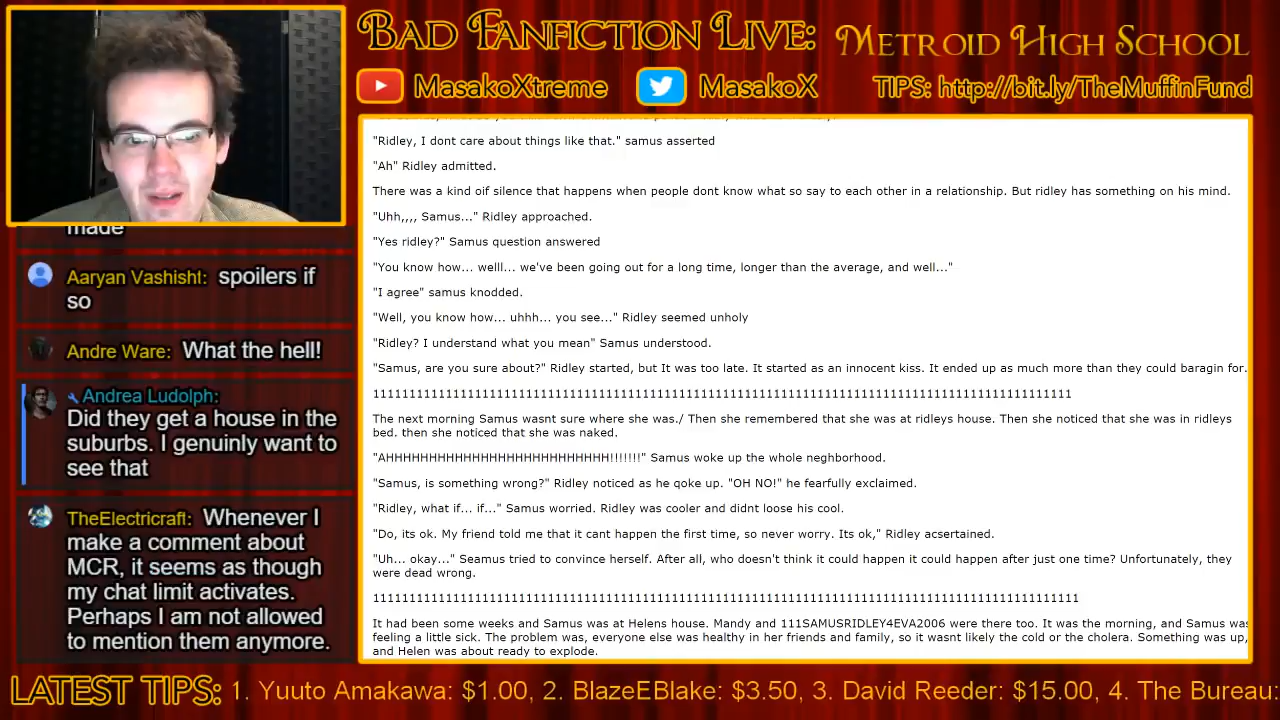 BAD FANFICTION LIVE: METROID HIGH SCHOOL
MasakoXtreme MasakoX TIPS: http://bit.ly/TheMuffinFund
"Ridley, I dont care about things like that." samus asserted
"Ah" Ridley admitted.
There was a kind oif silence that happens when people dont know what so say to each other in a relationship. But ridley has something on his mind.
"Uhh,,,, Samus..." Ridley approached.
"Yes ridley?" Samus question answered
"You know how... welll... we've been going out for a long time, longer than the average, and well..."
"I agree" samus knodded.
"Well, you know how... uhhh... you see..." Ridley seemed unholy
"Ridley? I understand what you mean" Samus understood.
"Samus, are you sure about?" Ridley started, but It was too late. It started as an innocent kiss. It ended up as much more than they could baragin for.
The next morning Samus wasnt sure where she was./ Then she remembered that she was at ridleys house. Then she noticed that she was in ridleys
bed. then she noticed that she was naked.
"AHHHHHHHHHHHHHHHHHHHHHHHHHH!!!!!!!" Samus woke up the whole neghborhood.
"Samus, is something wrong?" Ridley noticed as he qoke up. "OH NO!" he fearfully exclaimed.
"Ridley, what if... if..." Samus worried. Ridley was cooler and didnt loose his cool.
"Do, its ok. My friend told me that it cant happen the first time, so never worry. Its ok," Ridley acsertained.
"Uh... okay..." Seamus tried to convince herself. After all, who doesn't think it could happen it could happen after just one time? Unfortunately, they
were dead wrong.
It had been some weeks and Samus was at Helens house. Mandy and 111SAMUSRIDLEY4EVA2006 were there too. It was the morning, and Samus was
feeling a little sick. The problem was, everyone else was healthy in her friends and family, so it wasnt likely the cold or the cholera. Something was up,
and Helen was about ready to explode.
made
Aaryan Vashisht: spoilers if
so
Andre Ware: What the hell!
Andrea Ludolph:
Did they get a house in the
suburbs. I genuinly want to
see that
TheElectricraft: Whenever I
make a comment about
MCR, it seems as though
my chat limit activates.
Perhaps I am not allowed
to mention them anymore.
LATEST TIPS: 1. Yuuto Amakawa: $1.00, 2. BlazeEBlake: $3.50, 3. David Reeder: $15.00, 4. The Bureau: